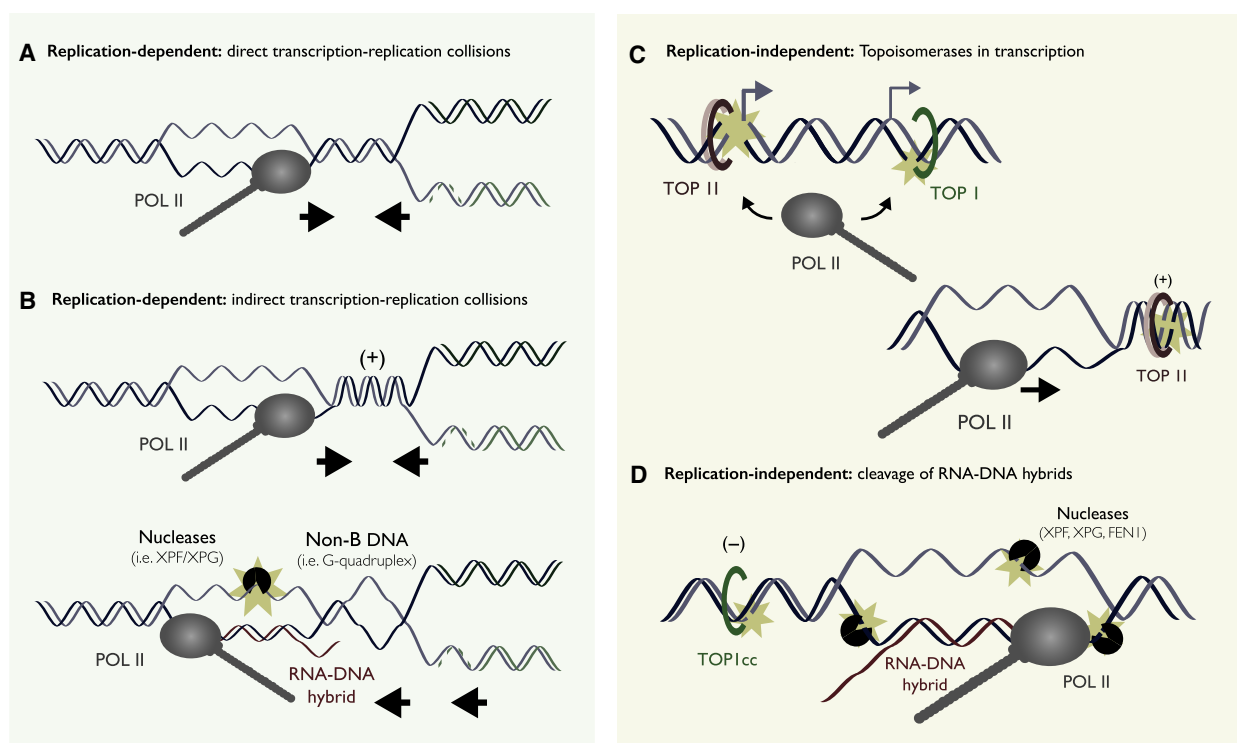 A Replication-dependent: direct transcription-replication collisions
POL II
B Replication-dependent: indirect transcription-replication collisions
(+)
POL II
Nucleases
(i.e. XPF/XPG)
Non-B DNA
(i.e. G-quadruplex)
POL II
RNA-DNA
hybrid
C Replication-independent: Topoisomerases in transcription
TOP II
TOP I
POL II
(+)
TOP II
POL II
D Replication-independent: cleavage of RNA-DNA hybrids
Nucleases
(XPF, XPG, FEN1)
(–)
TOP1cc
RNA-DNA
hybrid
POL II